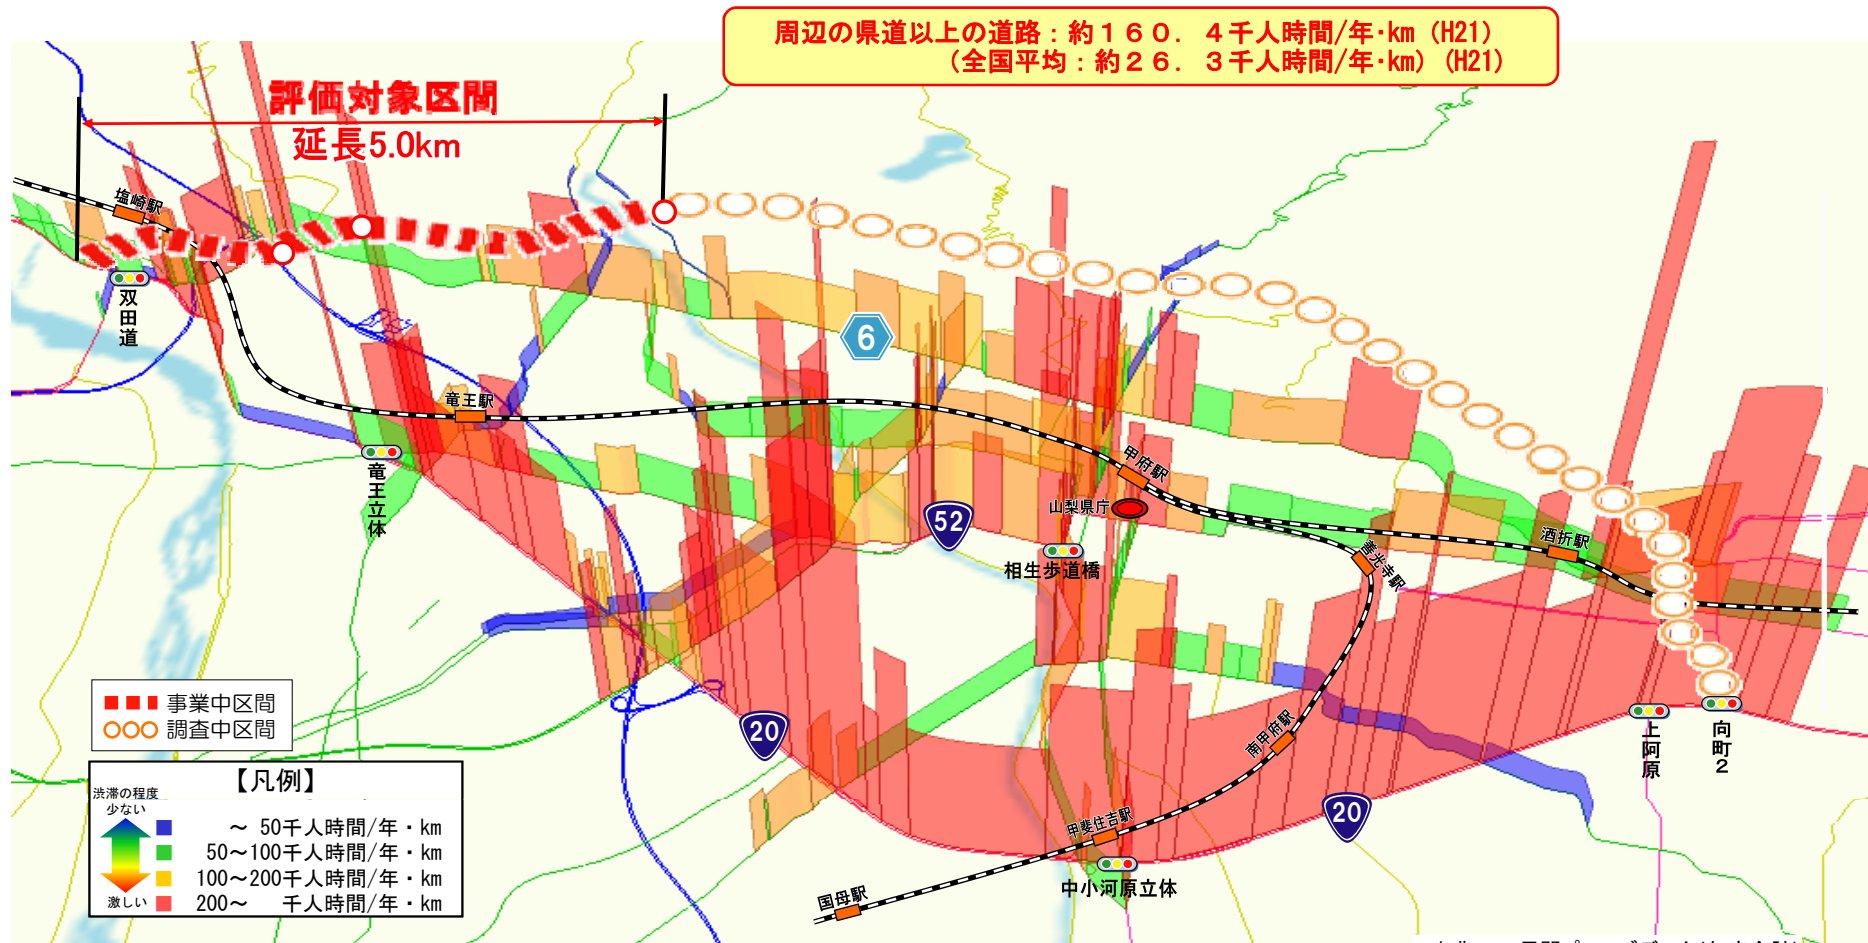 周辺の県道以上の道路：約１６０．４千人時間/年・km（H21）
（全国平均：約２６．３千人時間/年・km）（H21）
評価対象区間
延長5.0km
塩崎駅
双田道
6
竜王駅
竜王立体
甲府駅
山梨県庁
52
相生歩道橋
酒折駅
善光寺駅
事業中区間
調査中区間
20
南甲府駅
上阿原
向町２
【凡例】
渋滞の程度
少ない
激しい
～ 50千人時間/年・km
50～100千人時間/年・km
100～200千人時間/年・km
200～ 千人時間/年・km
20
甲斐住吉駅
中小河原立体
国母駅